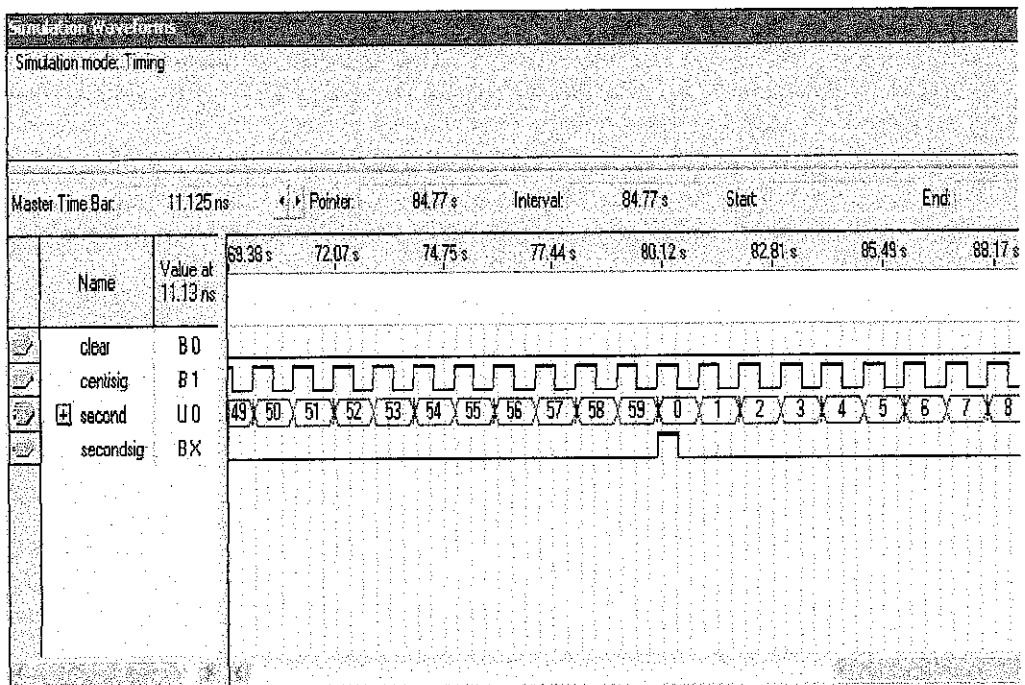 Simulation Waveforms
Simulation mode: Timing
Master Time Bar: 11.125 ns Pointer: 84.77 s Interval: 84.77 s Start: End:
Name Value at 11.13 ns 69.38 s 72.07 s 74.75 s 77.44 s 80.12 s 82.81 s 85.49 s 88.17 s
clear B 0
centisig B 1
second U 0 49 50 51 52 53 54 55 56 57 58 59 0 1 2 3 4 5 6 7 8
secondsig B X